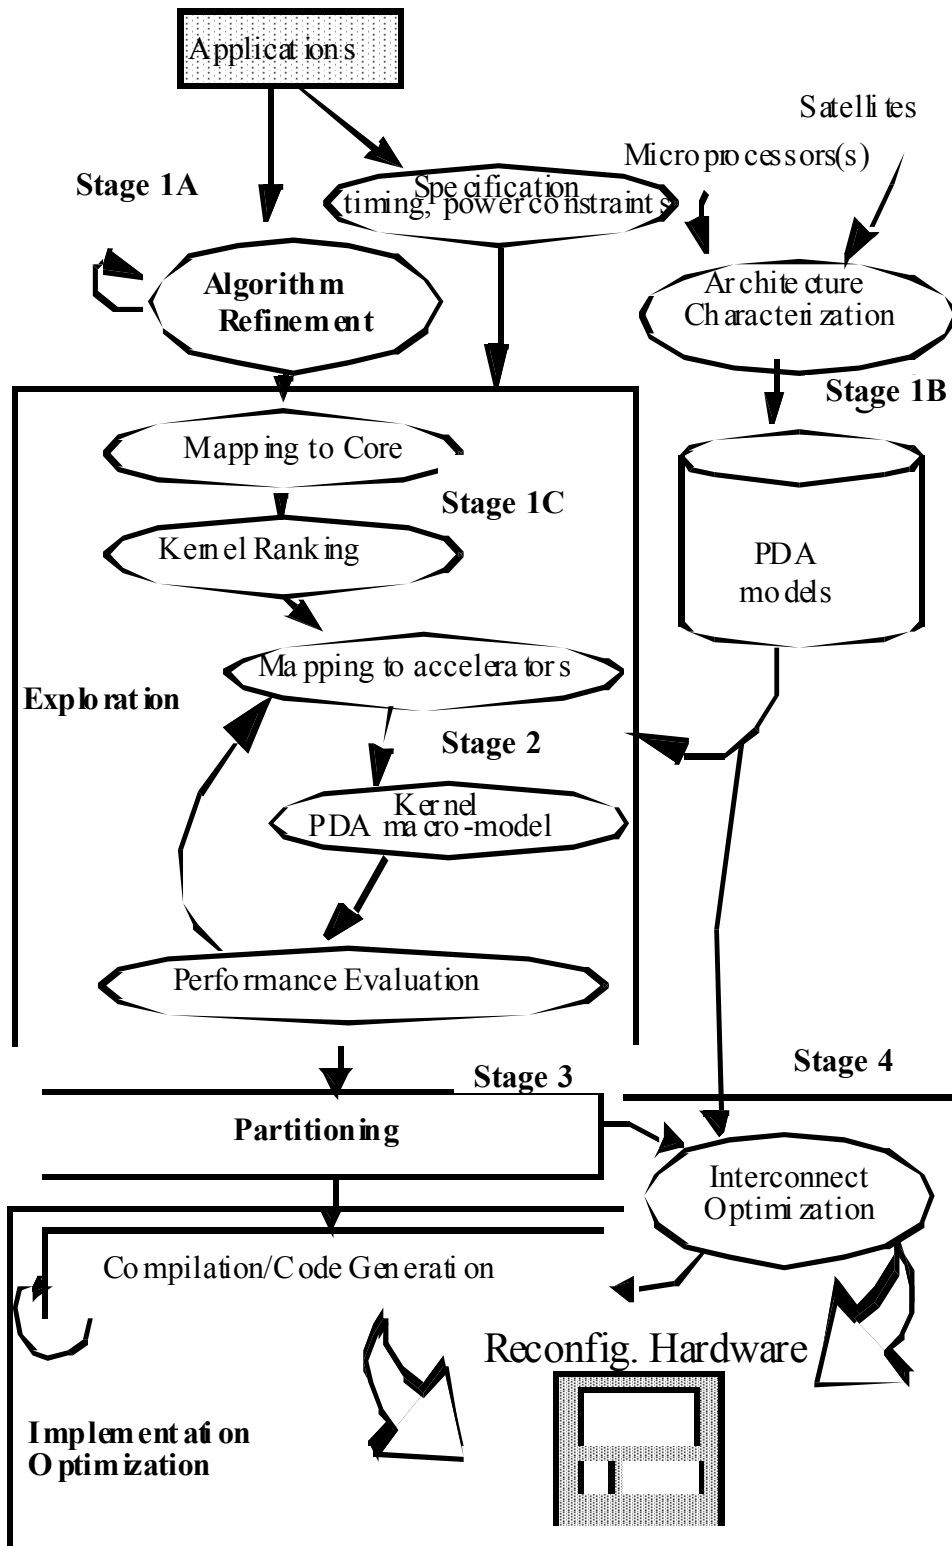 Applications
Satellites
Microprocessors(s)
Stage 1A
Specification
timing, power constraints
Algorithm
Refinement
Architecture
Characterization
Stage 1B
Mapping to Core
Stage 1C
Kernel Ranking
PDA
models
Mapping to accelerators
Exploration
Stage 2
Kernel
PDA macro-model
Performance Evaluation
Stage 3
Stage 4
Partitioning
Interconnect
Optimization
Compilation/Code Generation
Reconfig. Hardware
Implementation
Optimization